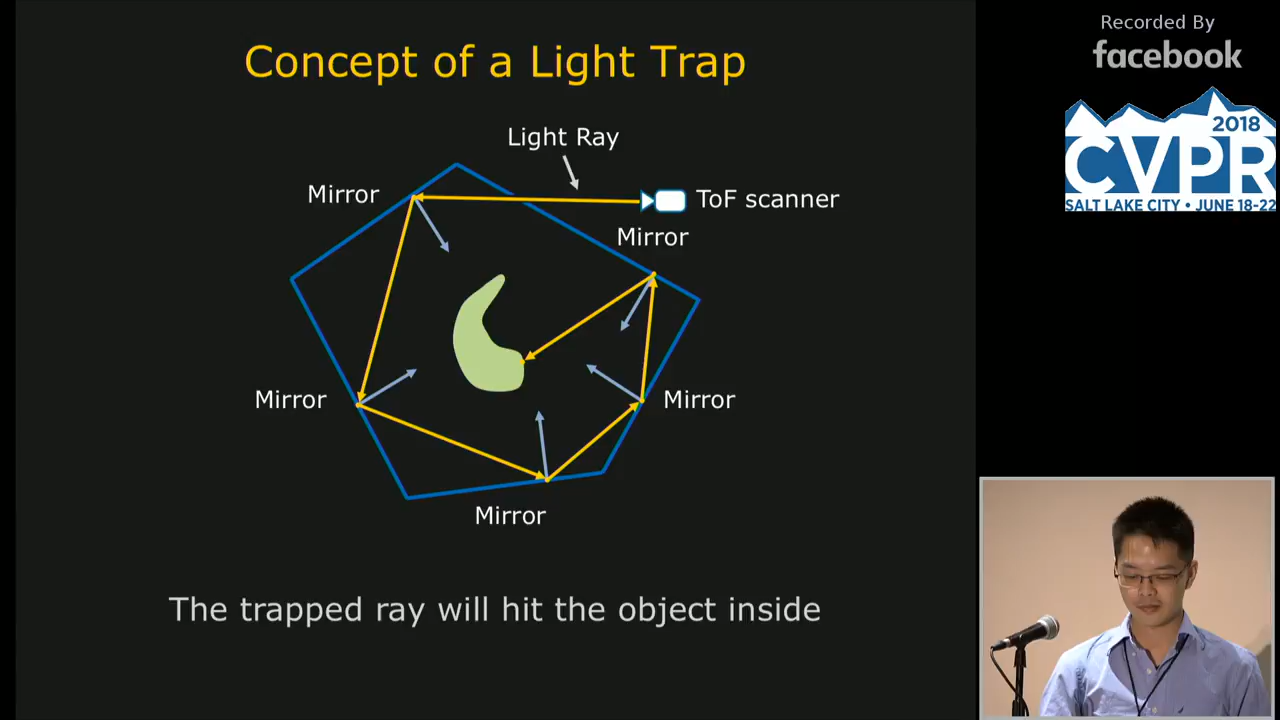 Concept of a Light Trap
Light Ray
Mirror
ToF scanner
Mirror
Mirror
Mirror
Mirror
The trapped ray will hit the object inside
Recorded By
facebook
2018
CVPR
SALT LAKE CITY • JUNE 18-22